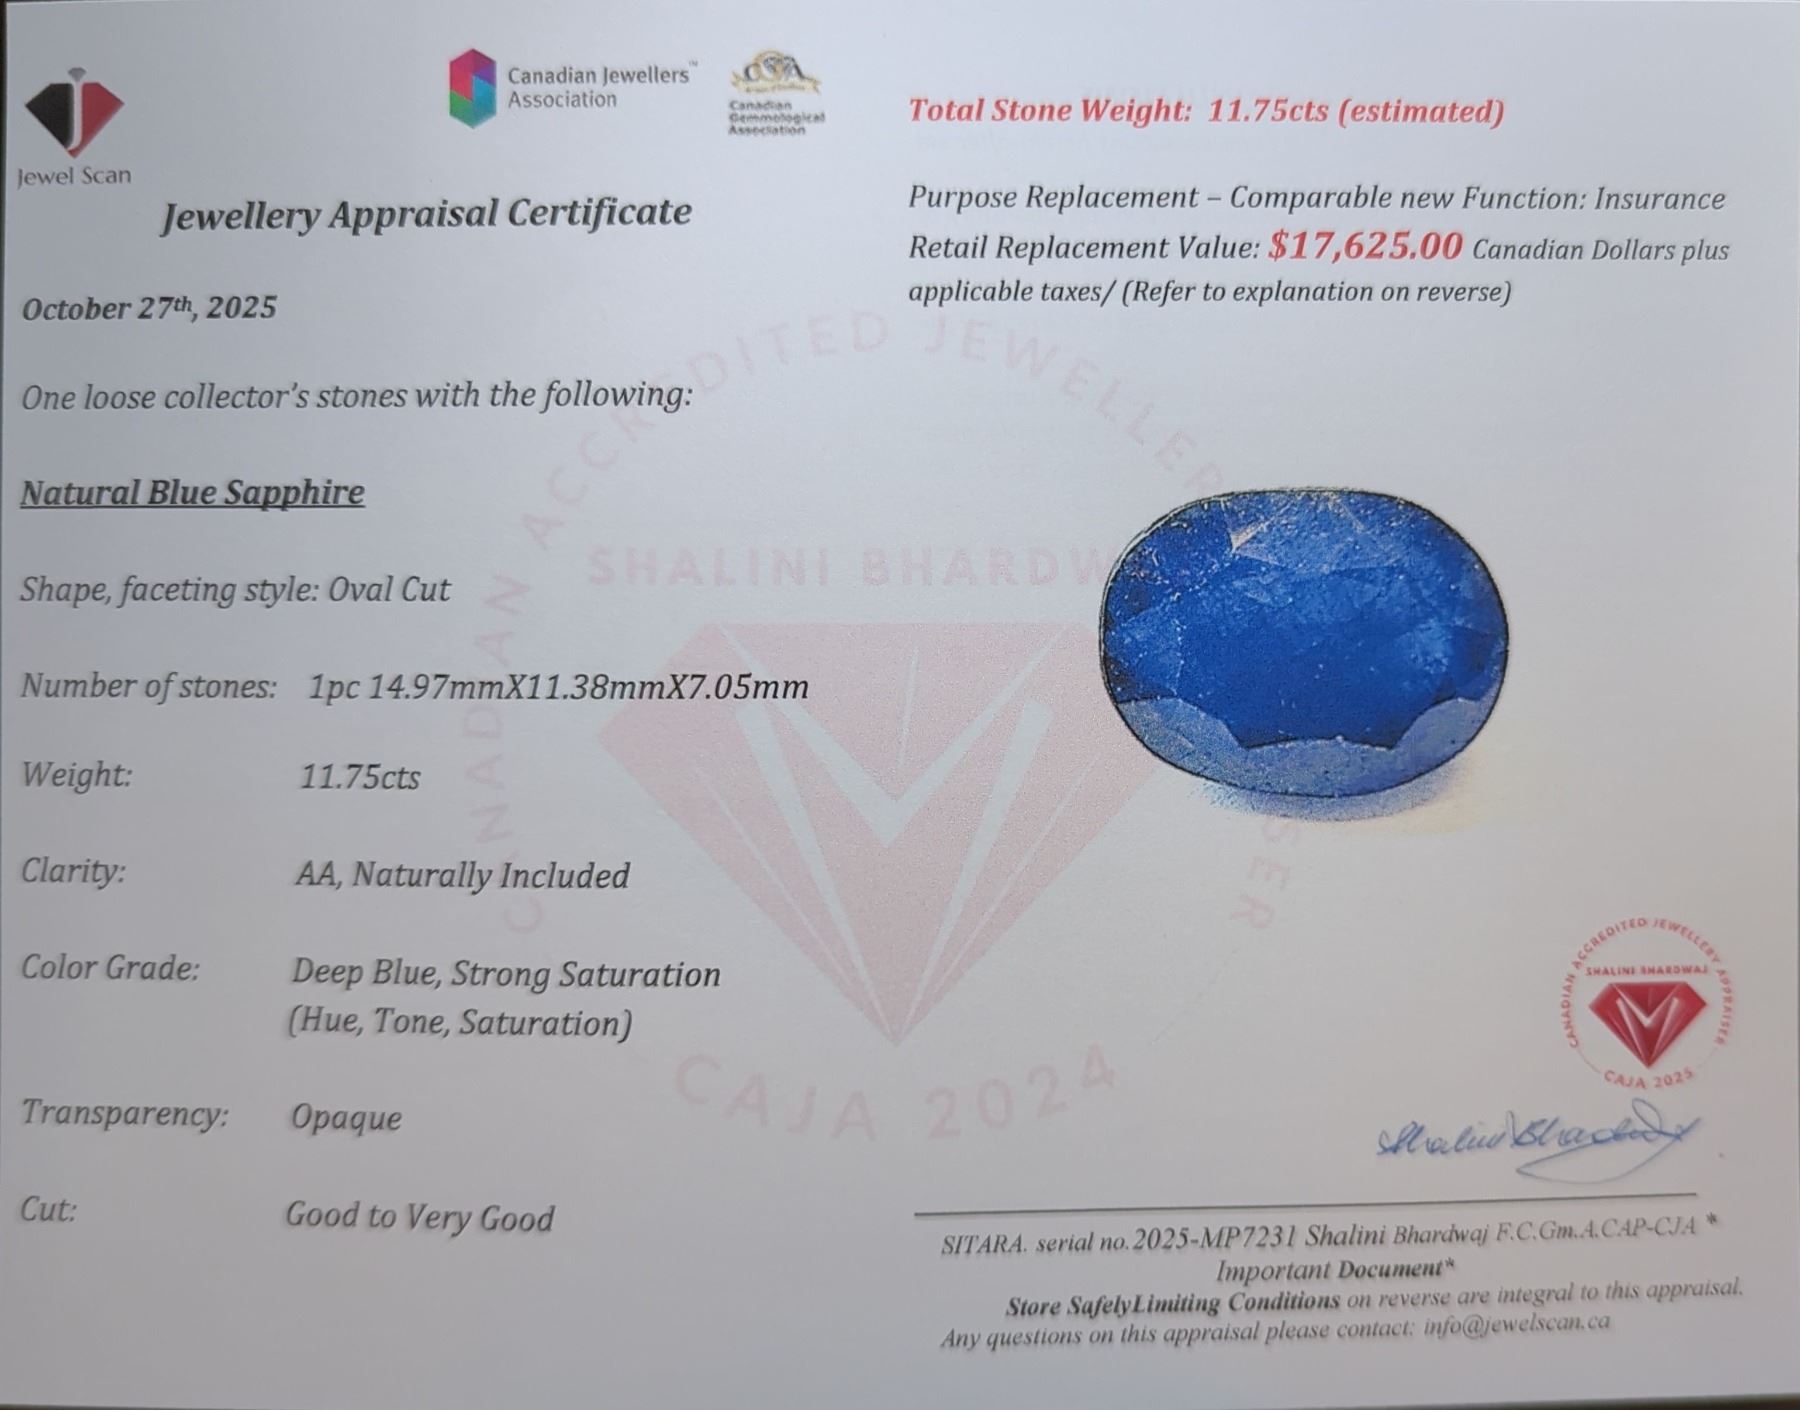 Jewel Scan
Canadian Jewellers™
Association
CGA
Canadian
Gemmological
Association
Jewellery Appraisal Certificate
October 27th, 2025
One loose collector's stones with the following:
Natural Blue Sapphire
Shape, faceting style: Oval Cut
Number of stones: 1pc 14.97mmX11.38mmX7.05mm
Weight: 11.75cts
Clarity: AA, Naturally Included
Color Grade: Deep Blue, Strong Saturation
(Hue, Tone, Saturation)
Transparency: Opaque
Cut: Good to Very Good
Total Stone Weight: 11.75cts (estimated)
Purpose Replacement – Comparable new Function: Insurance
Retail Replacement Value: $17,625.00 Canadian Dollars plus
applicable taxes/ (Refer to explanation on reverse)
CANADIAN ACCREDITED JEWELLER
SER
SHALINI BHARDW
CAJA 2024
CANADIAN ACCREDITED JEWELLERY APPRAISER
SHALINI BHARDWAJ
CAJA 2025
Shalini Bhardwaj
SITARA. serial no.2025-MP7231 Shalini Bhardwaj F.C.Gm.A.CAP-CJA *
Important Document*
Store SafelyLimiting Conditions on reverse are integral to this appraisal.
Any questions on this appraisal please contact: info@jewelscan.ca